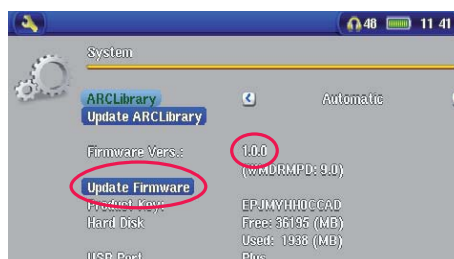 48 11 41
System
ARCLibrary Automatic
Update ARCLibrary
Firmware Vers.: 1.0.0
(WMDRMPD: 9.0)
Update Firmware
Product Key: EPJMVHH0CCAD
Hard Disk Free: 36195 (MB)
Used: 1938 (MB)
USB Port Plus